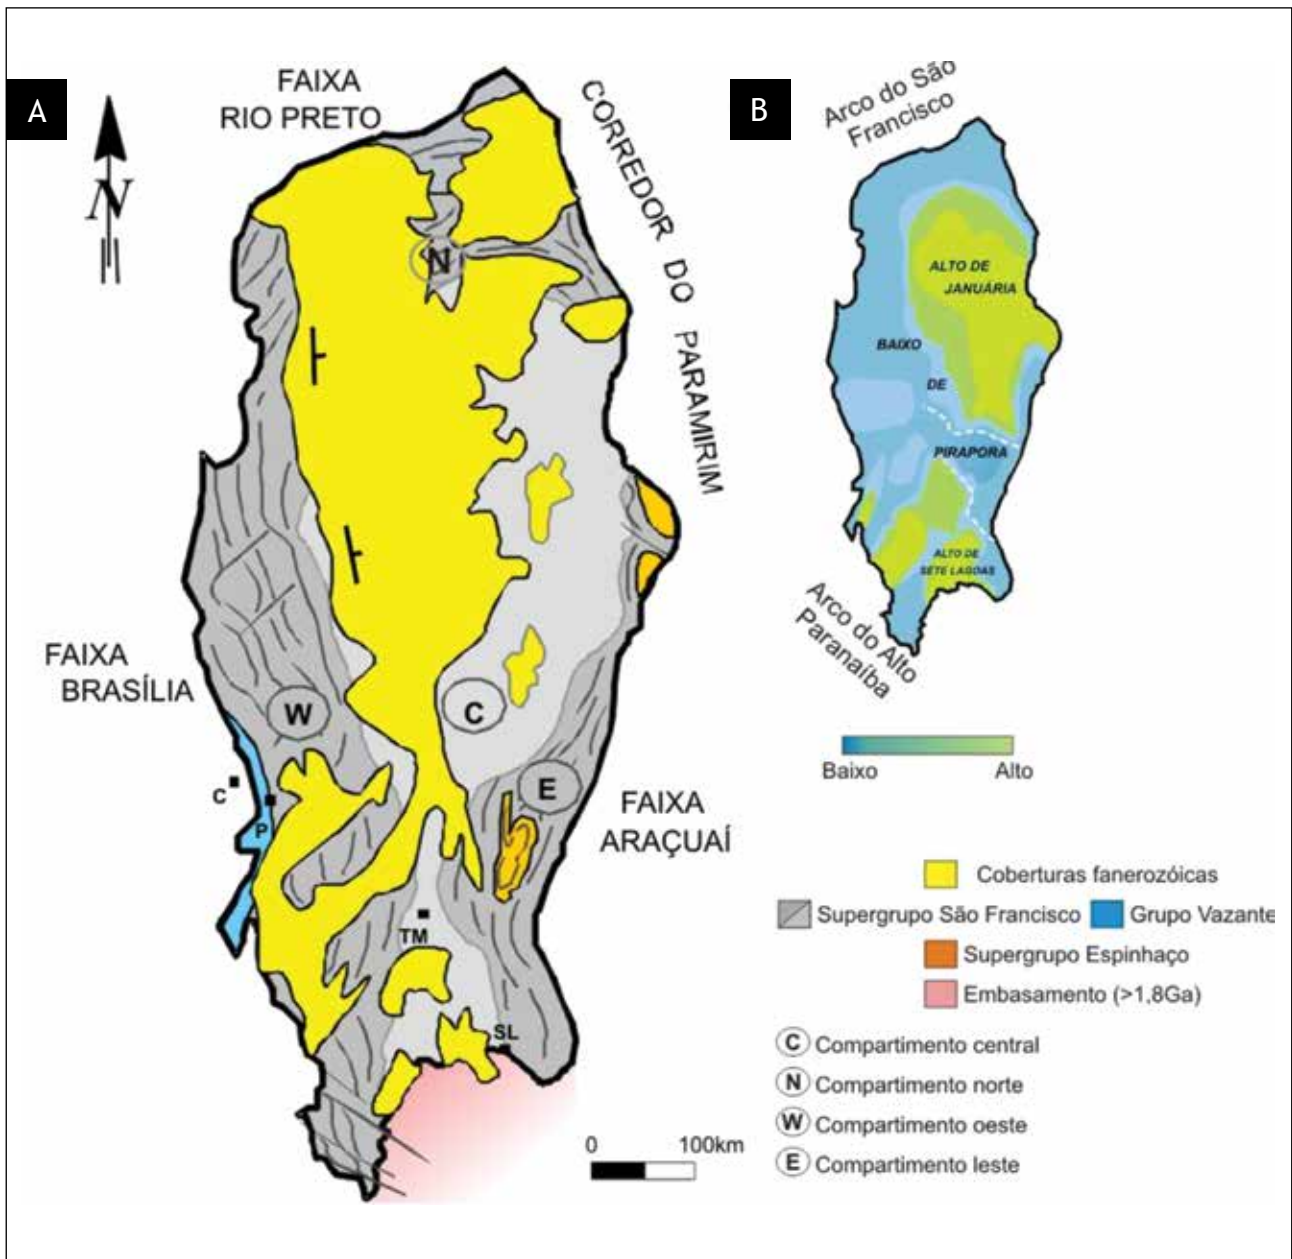 A
N
FAIXA
RIO PRETO
CORREDOR DO PARAMIRIM
N
FAIXA
BRASÍLIA
W
C
E
C
P
FAIXA
ARAÇUAÍ
TM
SL
0 100km
B
Arco do São
Francisco
ALTO DE
JANUÁRIA
BAIXO
DE
PIRAPORA
ALTO DE
SETE LAGOAS
Arco do Alto
Paranaíba
Baixo Alto
Coberturas fanerozóicas
Supergrupo São Francisco Grupo Vazante
Supergrupo Espinhaço
Embasamento (>1,8Ga)
C Compartimento central
N Compartimento norte
W Compartimento oeste
E Compartimento leste